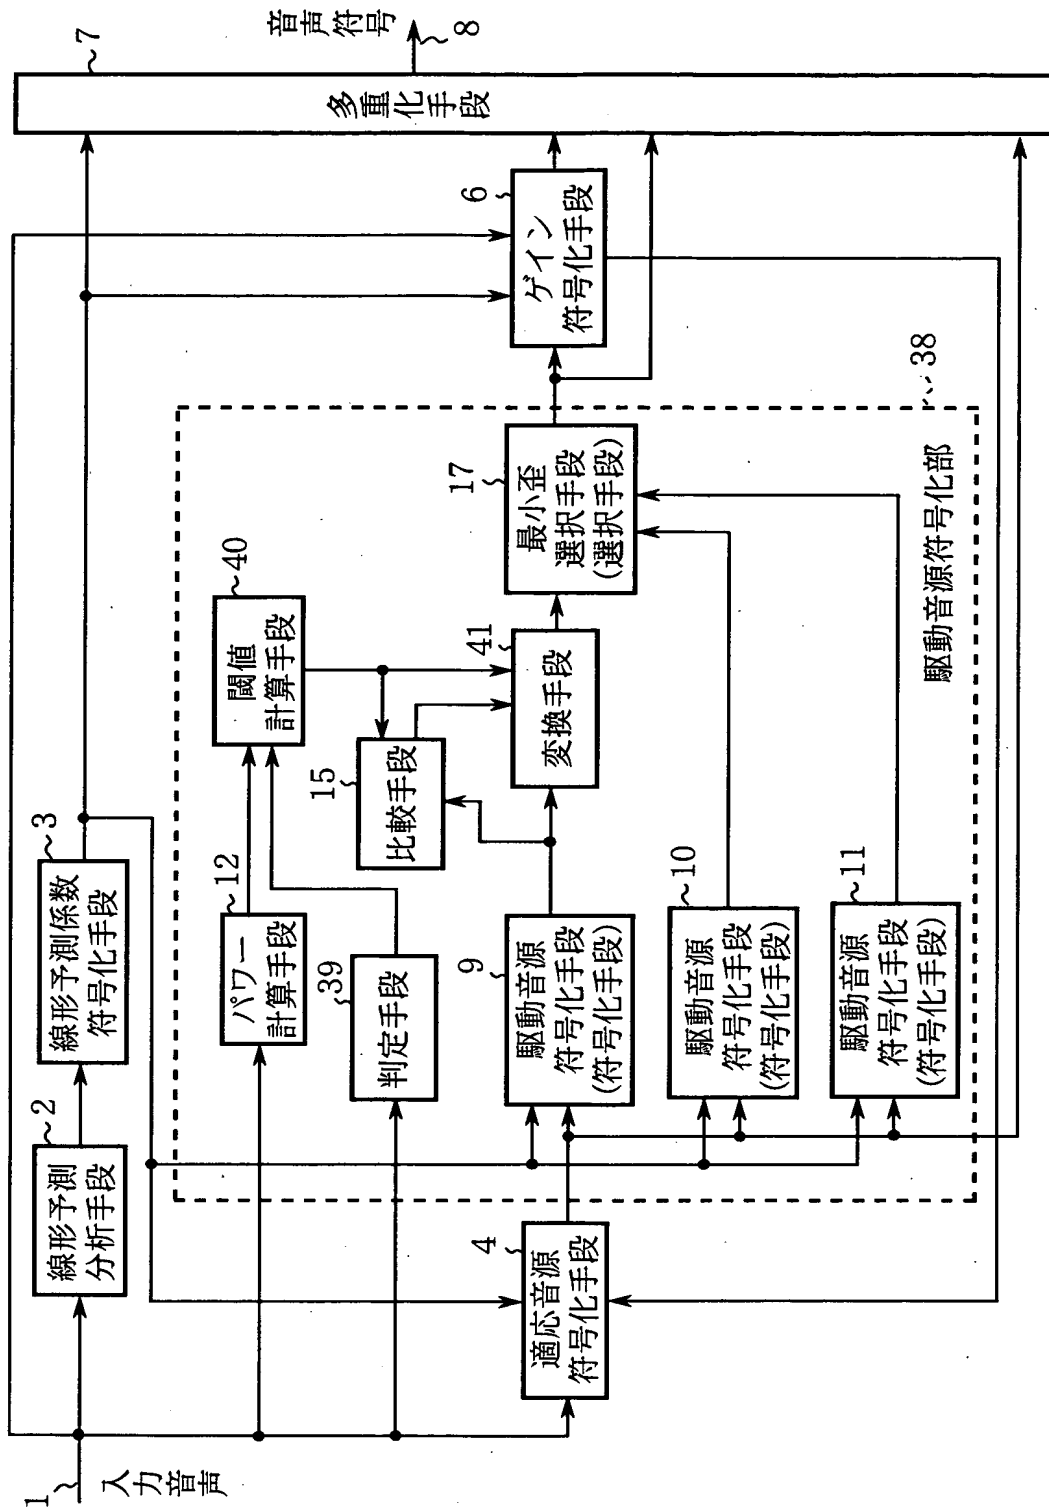 1
入力音声
2
線形予測
分析手段
3
線形予測係数
符号化手段
4
適応音源
符号化手段
12
パワー
計算手段
39
判定手段
40
閾値
計算手段
15
比較手段
41
変換手段
9
駆動音源
符号化手段
(符号化手段)
10
駆動音源
符号化手段
(符号化手段)
11
駆動音源
符号化手段
(符号化手段)
17
最小歪
選択手段
(選択手段)
駆動音源符号化部
38
6
ゲイン
符号化手段
7
多重化手段
音声符号
8